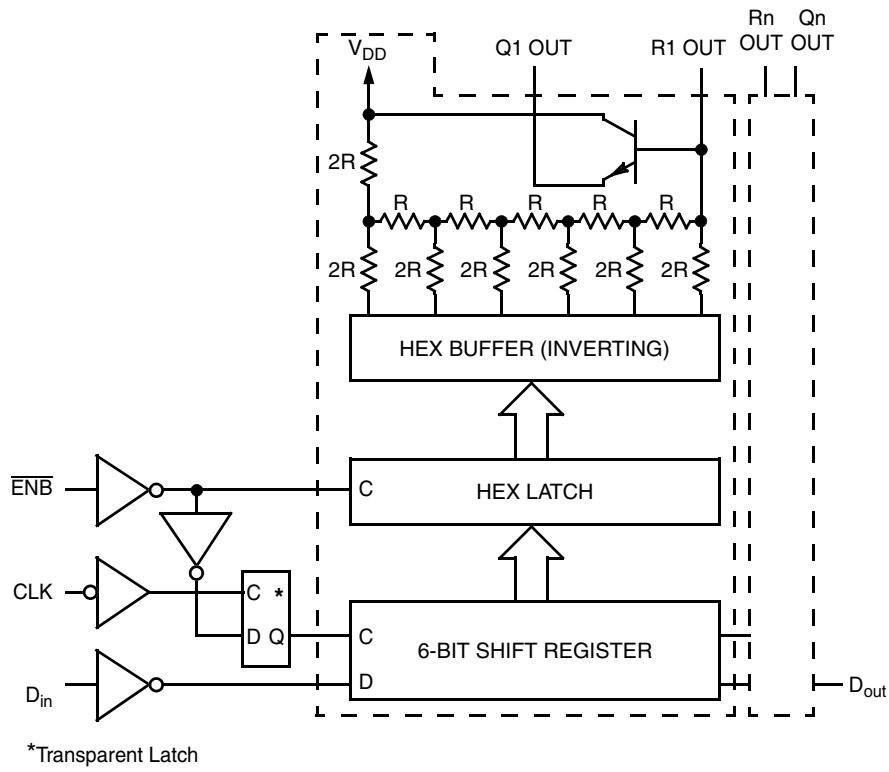 Rn Qn
OUT OUT
V_DD Q1 OUT R1 OUT
2R
R R R R R
2R 2R 2R 2R 2R 2R
HEX BUFFER (INVERTING)
E̅N̅B̅ C HEX LATCH
CLK C *
D Q C 6-BIT SHIFT REGISTER
D_in D D_out
*Transparent Latch